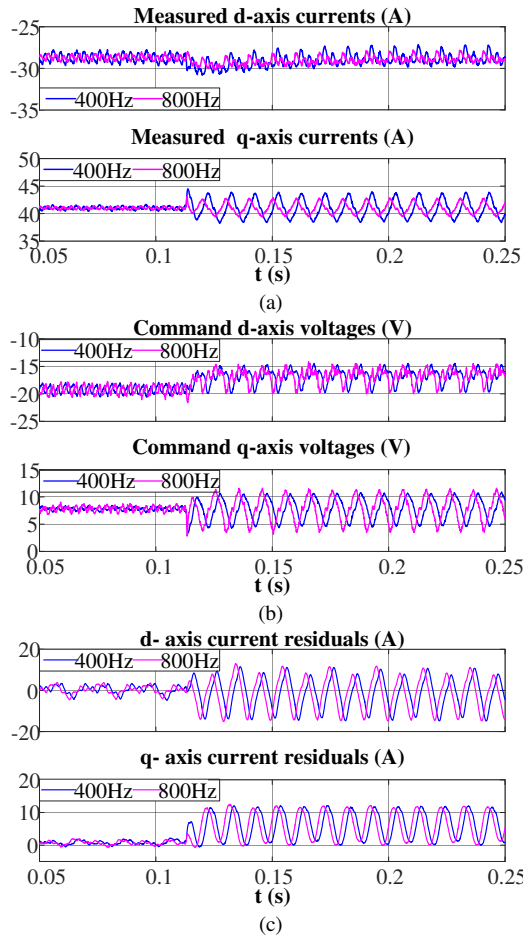 Measured d-axis currents (A)
-25
-30
-35
400Hz 800Hz
Measured q-axis currents (A)
50
45
40
35
400Hz 800Hz
0.05 0.1 0.15 0.2 0.25
t (s)
(a)
Command d-axis voltages (V)
-10
-15
-20
-25
400Hz 800Hz
Command q-axis voltages (V)
15
10
5
0
400Hz 800Hz
0.05 0.1 0.15 0.2 0.25
t (s)
(b)
d- axis current residuals (A)
20
0
-20
400Hz 800Hz
q- axis current residuals (A)
20
10
0
400Hz 800Hz
0.05 0.1 0.15 0.2 0.25
t (s)
(c)